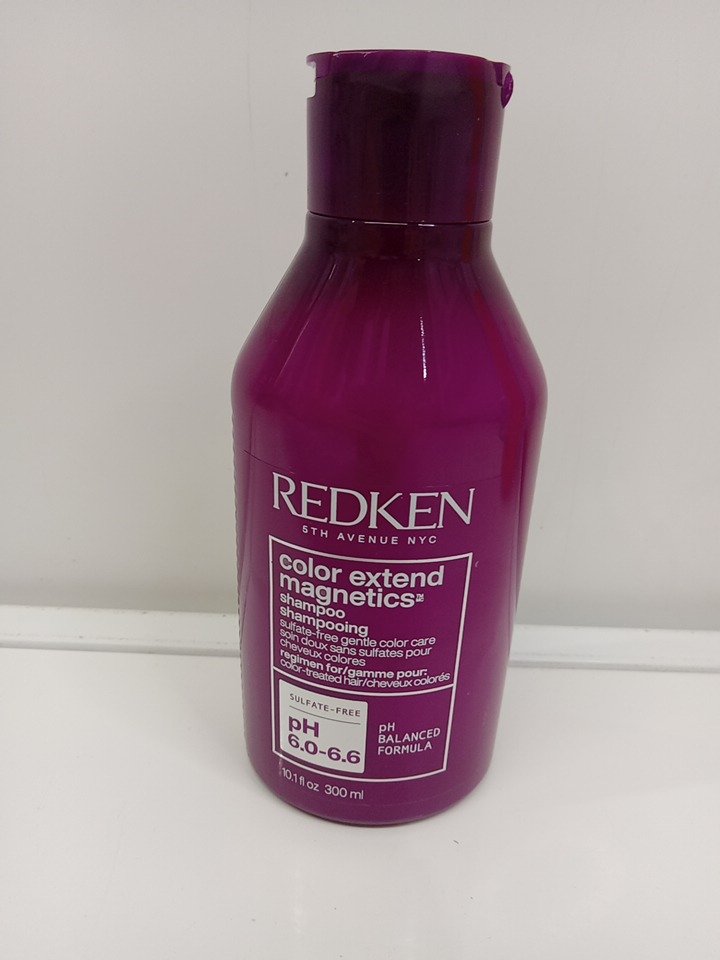 REDKEN
5TH AVENUE NYC
color extend
magnetics™
shampoo
shampooing
sulfate-free gentle color care
soin doux sans sulfates pour
cheveux colores
regimen for/gamme pour:
color-treated hair/cheveux colorés
SULFATE-FREE
pH
6.0-6.6
pH
BALANCED
FORMULA
10.1 fl oz 300 ml